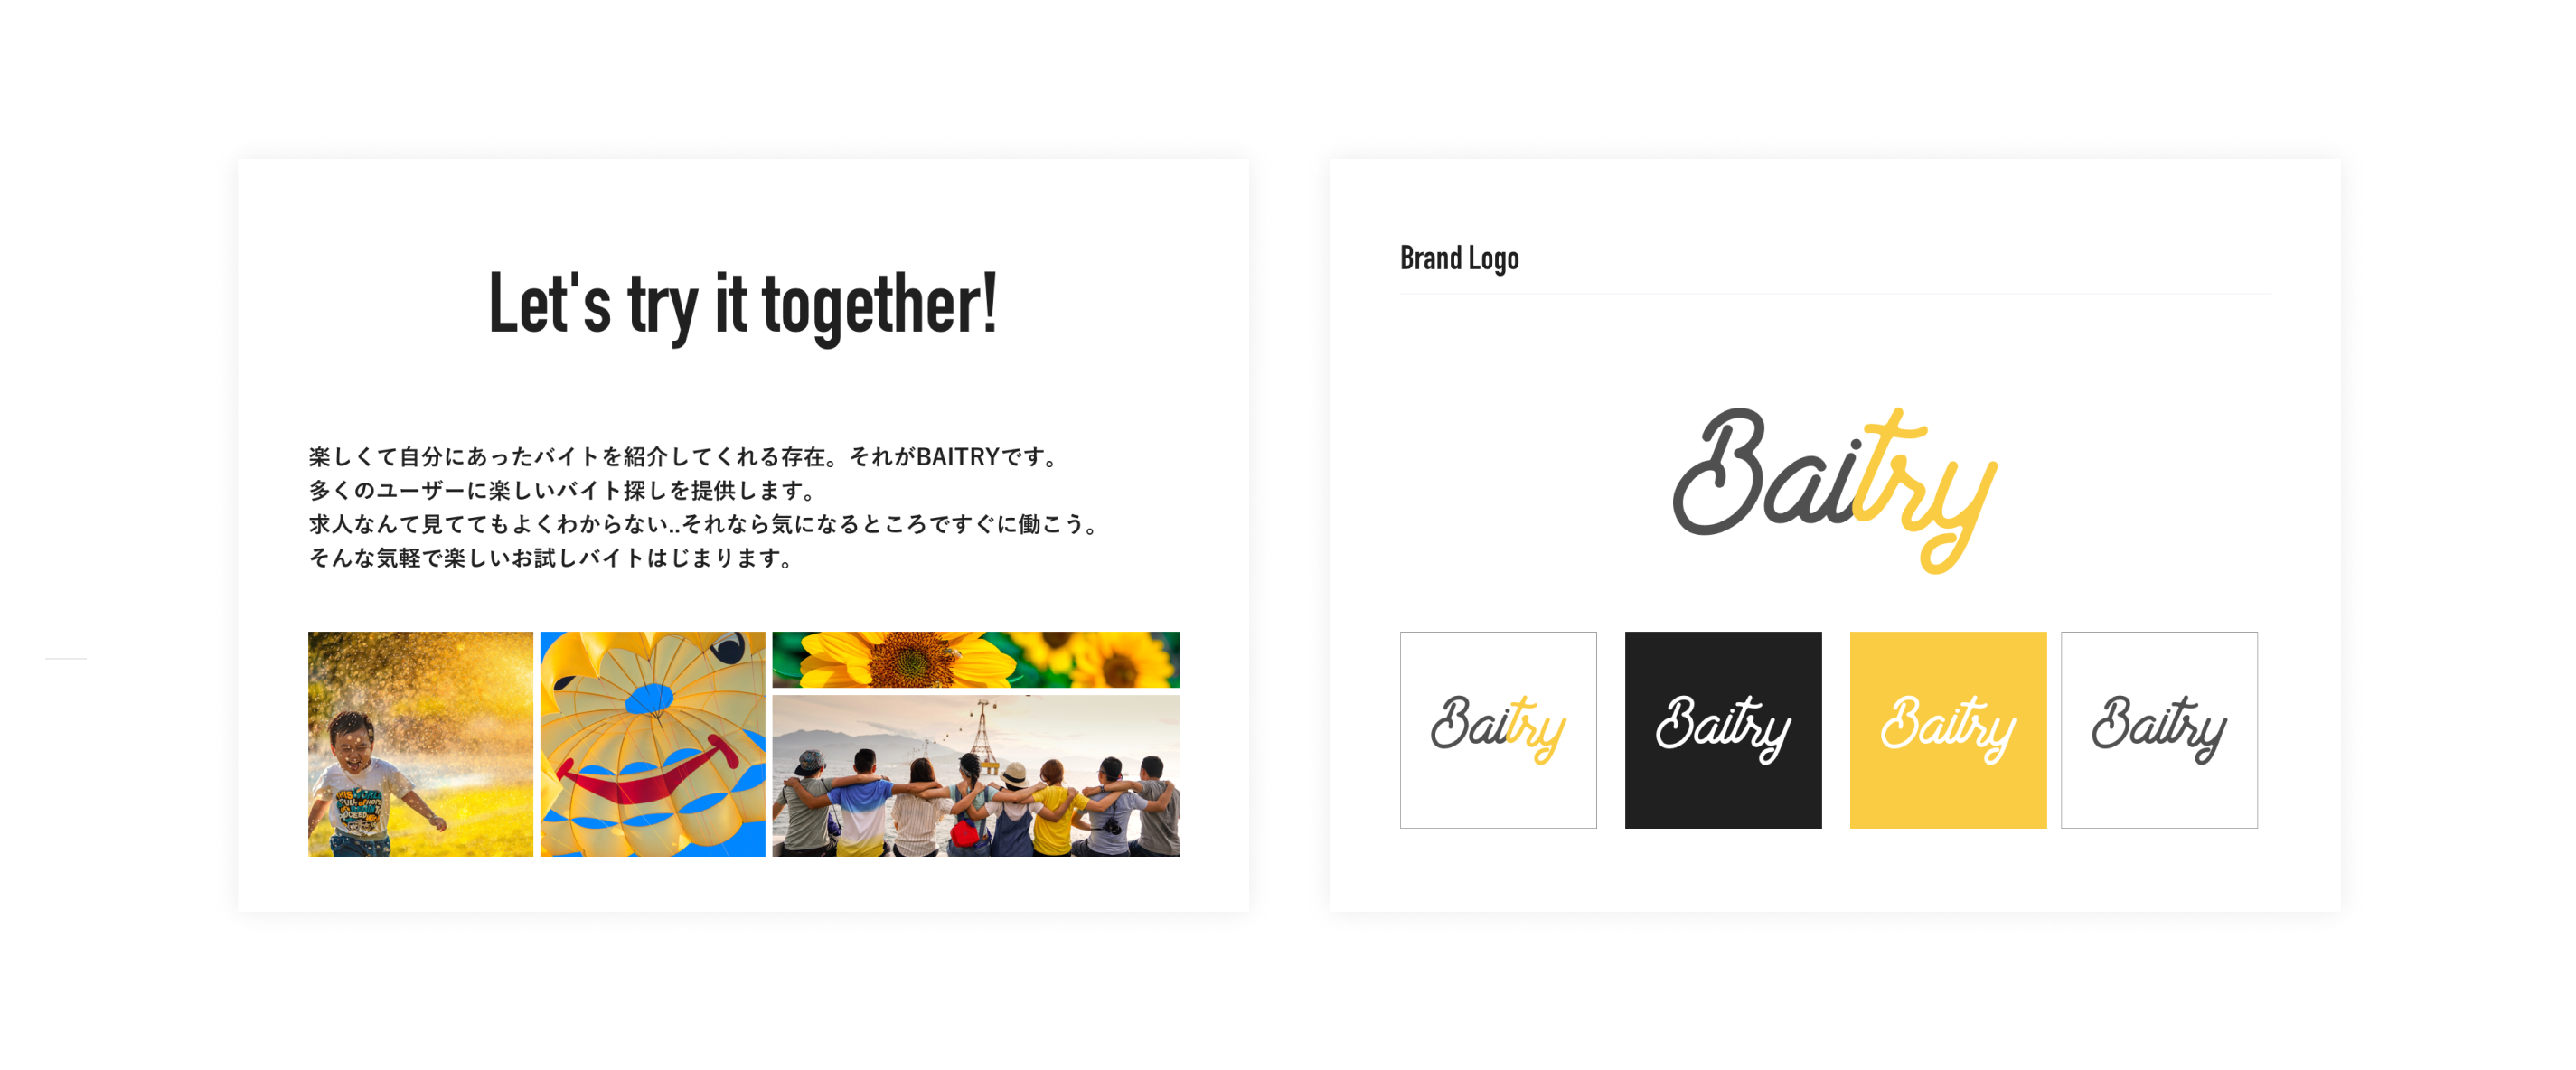 Let's try it together!
楽しくて自分にあったバイトを紹介してくれる存在。それがBAITRYです。
多くのユーザーに楽しいバイト探しを提供します。
求人なんて見ててもよくわからない..それなら気になるところですぐに働こう。
そんな気軽で楽しいお試しバイトはじまります。
Brand Logo
Baitry
Baitry
Baitry
Baitry
Baitry